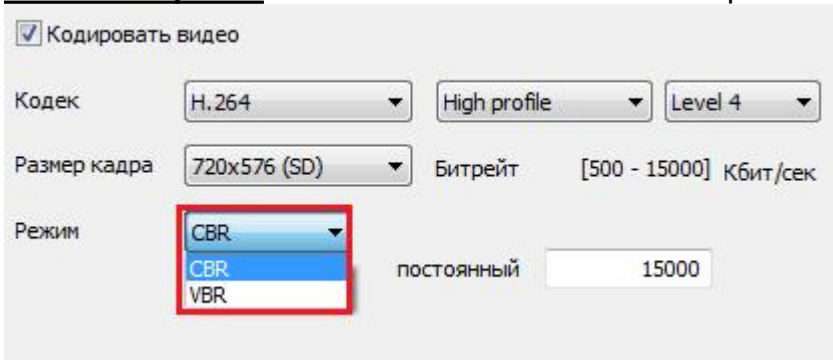 Кодировать видео
Кодек H.264 High profile Level 4
Размер кадра 720x576 (SD) Битрейт [500 - 15000] Кбит/сек
Режим CBR
CBR постоянный 15000
VBR